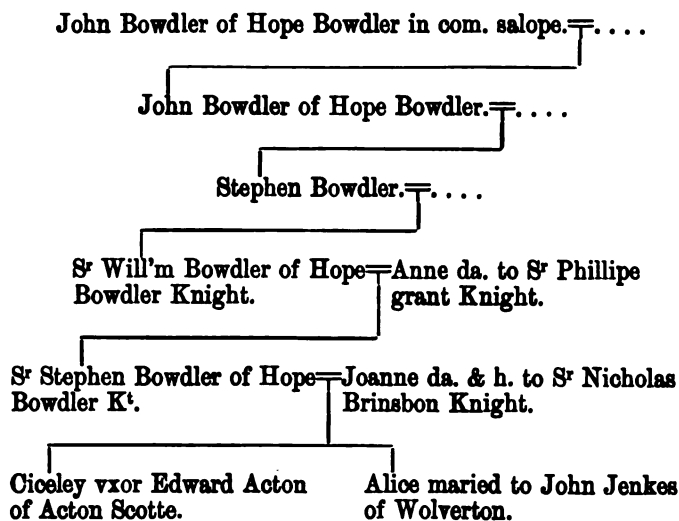 John Bowdler of Hope Bowdler in com. salope.=....
John Bowdler of Hope Bowdler.=....
Stephen Bowdler.=....
Sʳ Will'm Bowdler of Hope=Anne da. to Sʳ Phillipe
Bowdler Knight. grant Knight.
Sʳ Stephen Bowdler of Hope=Joanne da. & h. to Sʳ Nicholas
Bowdler Kᵗ. Brinsbon Knight.
Ciceley vxor Edward Acton Alice maried to John Jenkes
of Acton Scotte. of Wolverton.